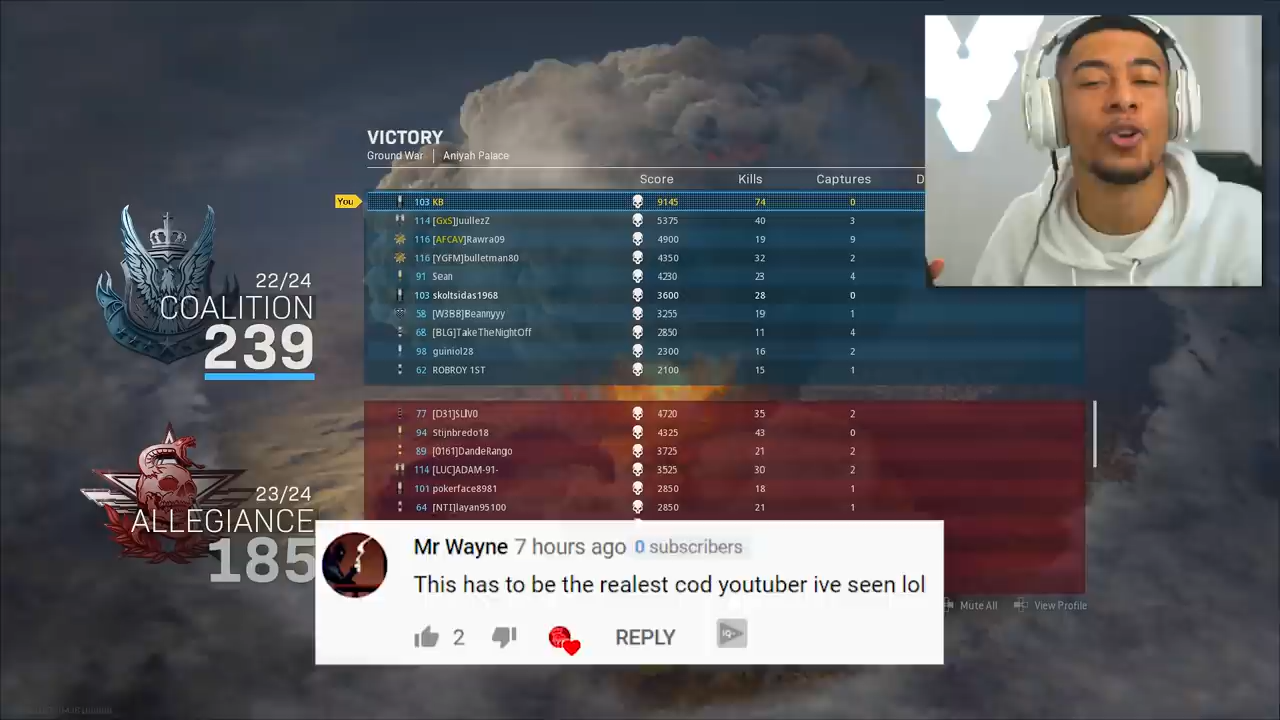 VICTORY
Ground War | Aniyah Palace
Score Kills Captures D
You 103 KB 9145 74 0
114 [GxS]JuullezZ 5375 40 3
116 [AFCAV]Rawra09 4900 19 9
116 [YGFM]bulletman80 4350 32 2
91 Sean 4230 23 4
103 skoltsidas1968 3600 28 0
58 [W3B8]Beannyyy 3255 19 1
68 [BLG]TakeTheNightOff 2850 11 4
98 guiniol28 2300 16 2
62 ROBROY 1ST 2100 15 1
22/24
COALITION
239
77 [D31]SLIV0 4720 35 2
94 Stijnbredo18 4325 43 0
89 [0161]DandeRango 3725 21 2
114 [LUC]ADAM-91- 3525 30 2
101 pokerface8981 2850 18 1
64 [NTI]layan95100 2850 21 1
23/24
ALLEGIANCE
185
Mr Wayne 7 hours ago 0 subscribers
This has to be the realest cod youtuber ive seen lol
2 REPLY
Mute All View Profile